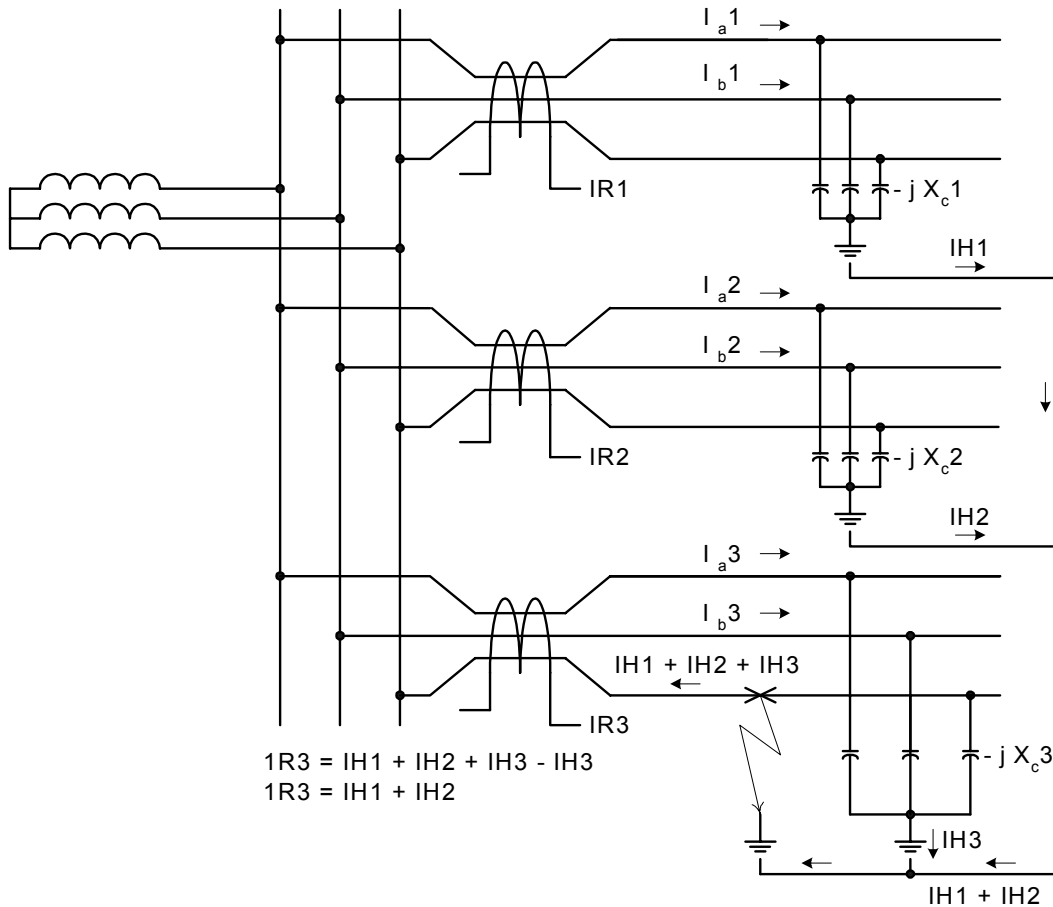 I a1
I b1
IR1
- j Xc1
IH1
I a2
I b2
IR2
- j Xc2
IH2
I a3
I b3
IH1 + IH2 + IH3
IR3
1R3 = IH1 + IH2 + IH3 - IH3
1R3 = IH1 + IH2
- j Xc3
IH3
IH1 + IH2